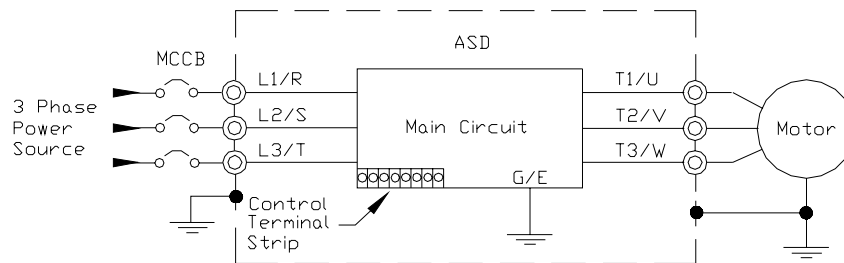 ASD
MCCB
3 Phase
Power
Source
L1/R
L2/S
L3/T
Main Circuit
G/E
Control
Terminal
Strip
T1/U
T2/V
T3/W
Motor